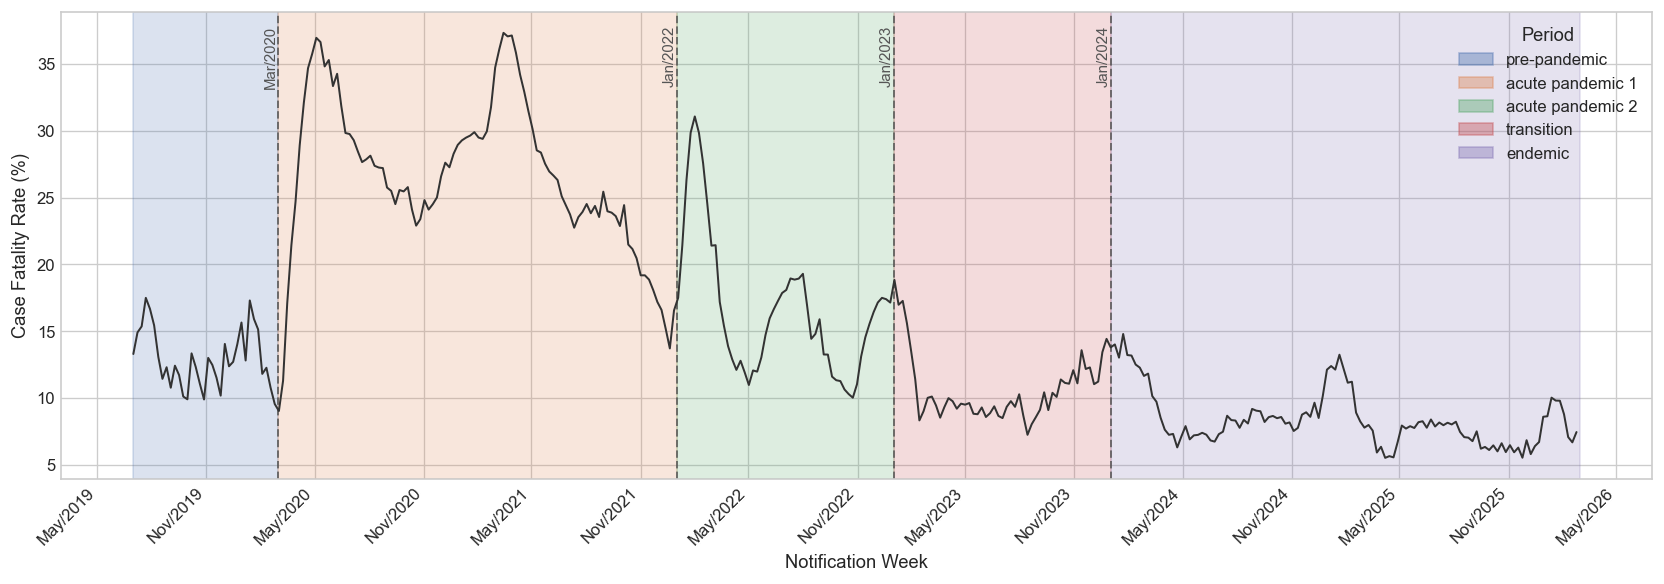 Case Fatality Rate (%)
35
30
25
20
15
10
5
Mar/2020
Jan/2022
Jan/2023
Jan/2024
Period
pre-pandemic
acute pandemic 1
acute pandemic 2
transition
endemic
May/2019
Nov/2019
May/2020
Nov/2020
May/2021
Nov/2021
May/2022
Nov/2022
May/2023
Nov/2023
May/2024
Nov/2024
May/2025
Nov/2025
May/2026
Notification Week